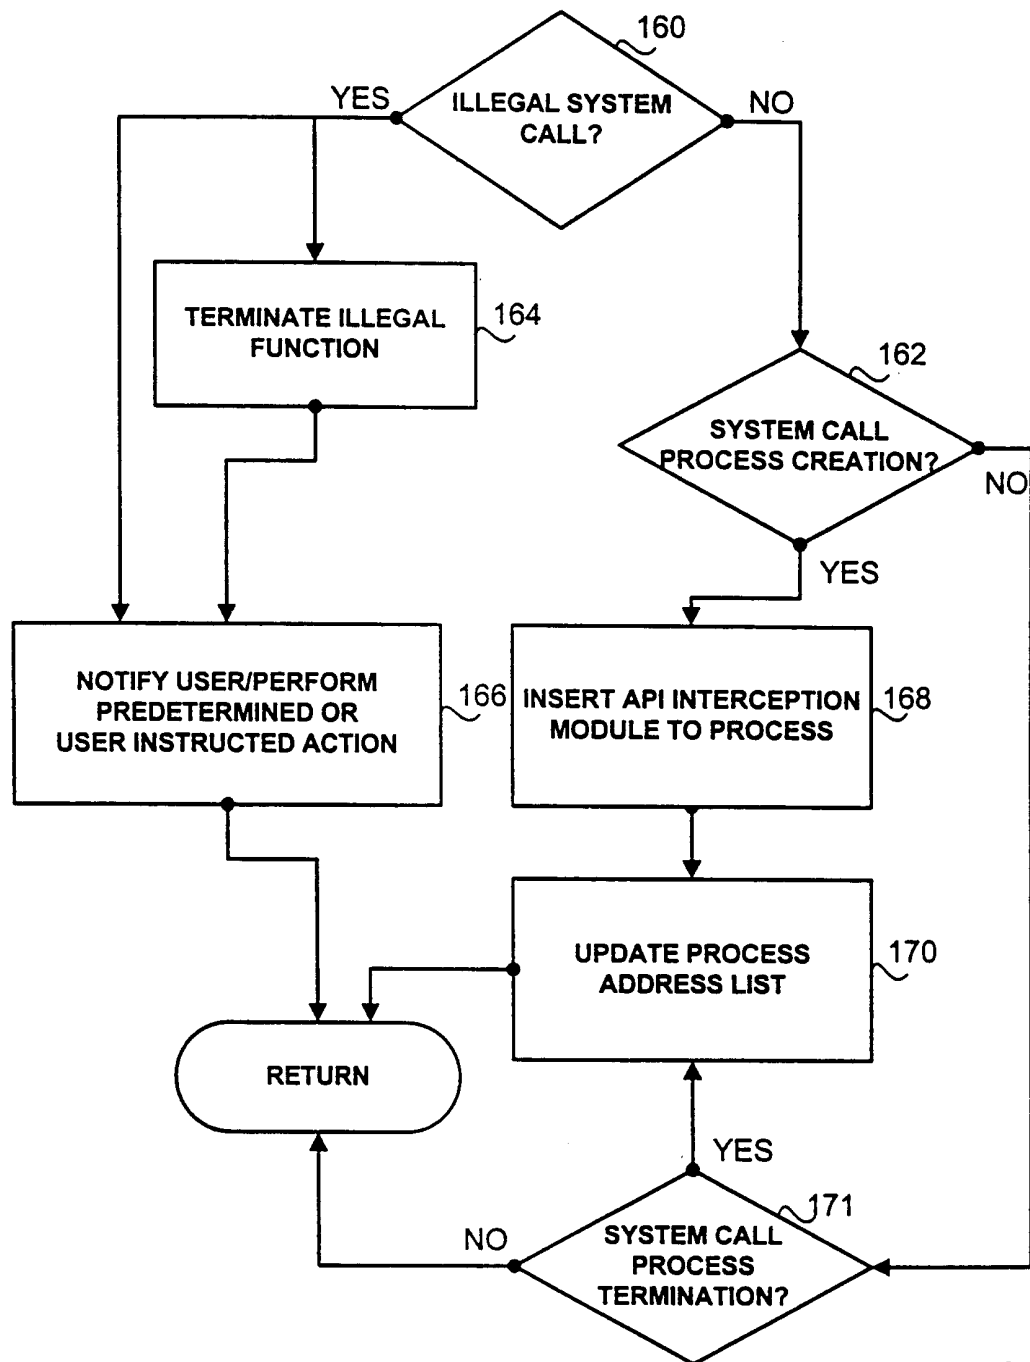 160
YES
ILLEGAL SYSTEM
CALL?
NO
TERMINATE ILLEGAL
FUNCTION
164
162
SYSTEM CALL
PROCESS CREATION?
NO
YES
NOTIFY USER/PERFORM
PREDETERMINED OR
USER INSTRUCTED ACTION
166
INSERT API INTERCEPTION
MODULE TO PROCESS
168
UPDATE PROCESS
ADDRESS LIST
170
RETURN
YES
171
NO
SYSTEM CALL
PROCESS
TERMINATION?